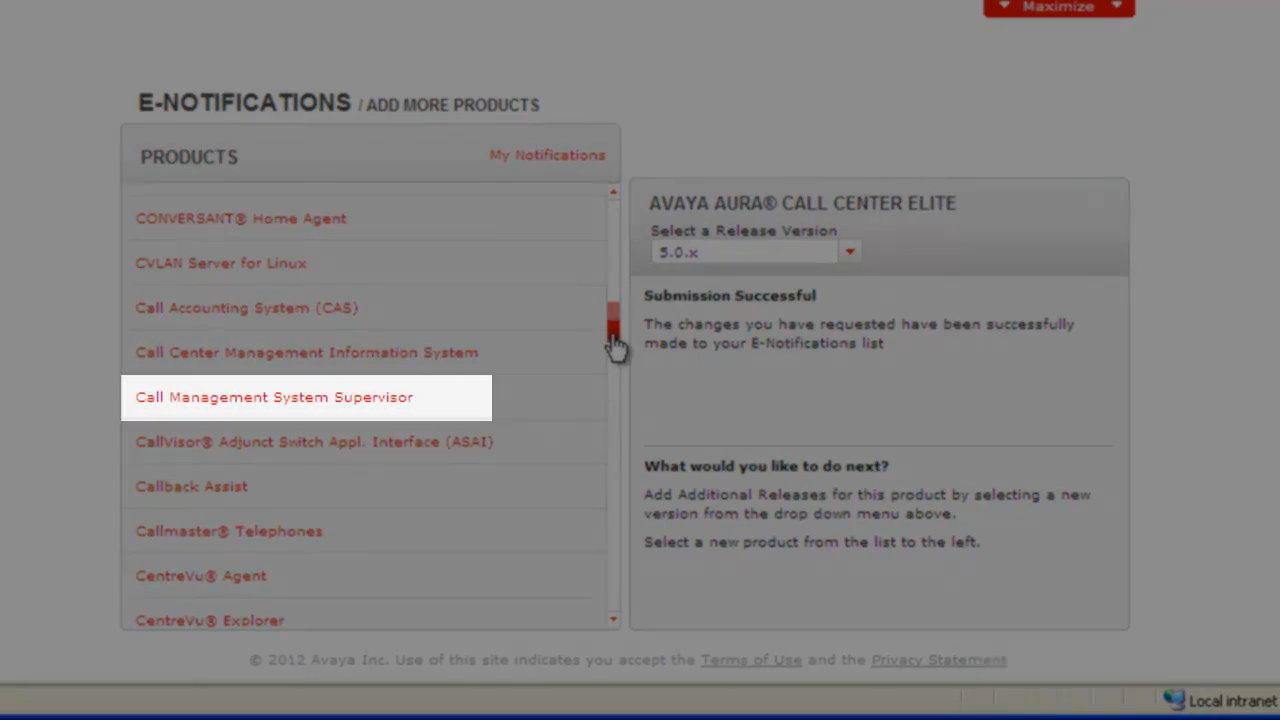 Maximize
E-NOTIFICATIONS / ADD MORE PRODUCTS
PRODUCTS
My Notifications
CONVERSANT® Home Agent
CVLAN Server for Linux
Call Accounting System (CAS)
Call Center Management Information System
Call Management System Supervisor
CallVisor® Adjunct Switch Appl. Interface (ASAI)
Callback Assist
Callmaster® Telephones
CentreVu® Agent
CentreVu® Explorer
AVAYA AURA® CALL CENTER ELITE
Select a Release Version
5.0.x
Submission Successful
The changes you have requested have been successfully
made to your E-Notifications list
What would you like to do next?
Add Additional Releases for this product by selecting a new
version from the drop down menu above.
Select a new product from the list to the left.
© 2012 Avaya Inc. Use of this site indicates you accept the Terms of Use and the Privacy Statement
Local intranet